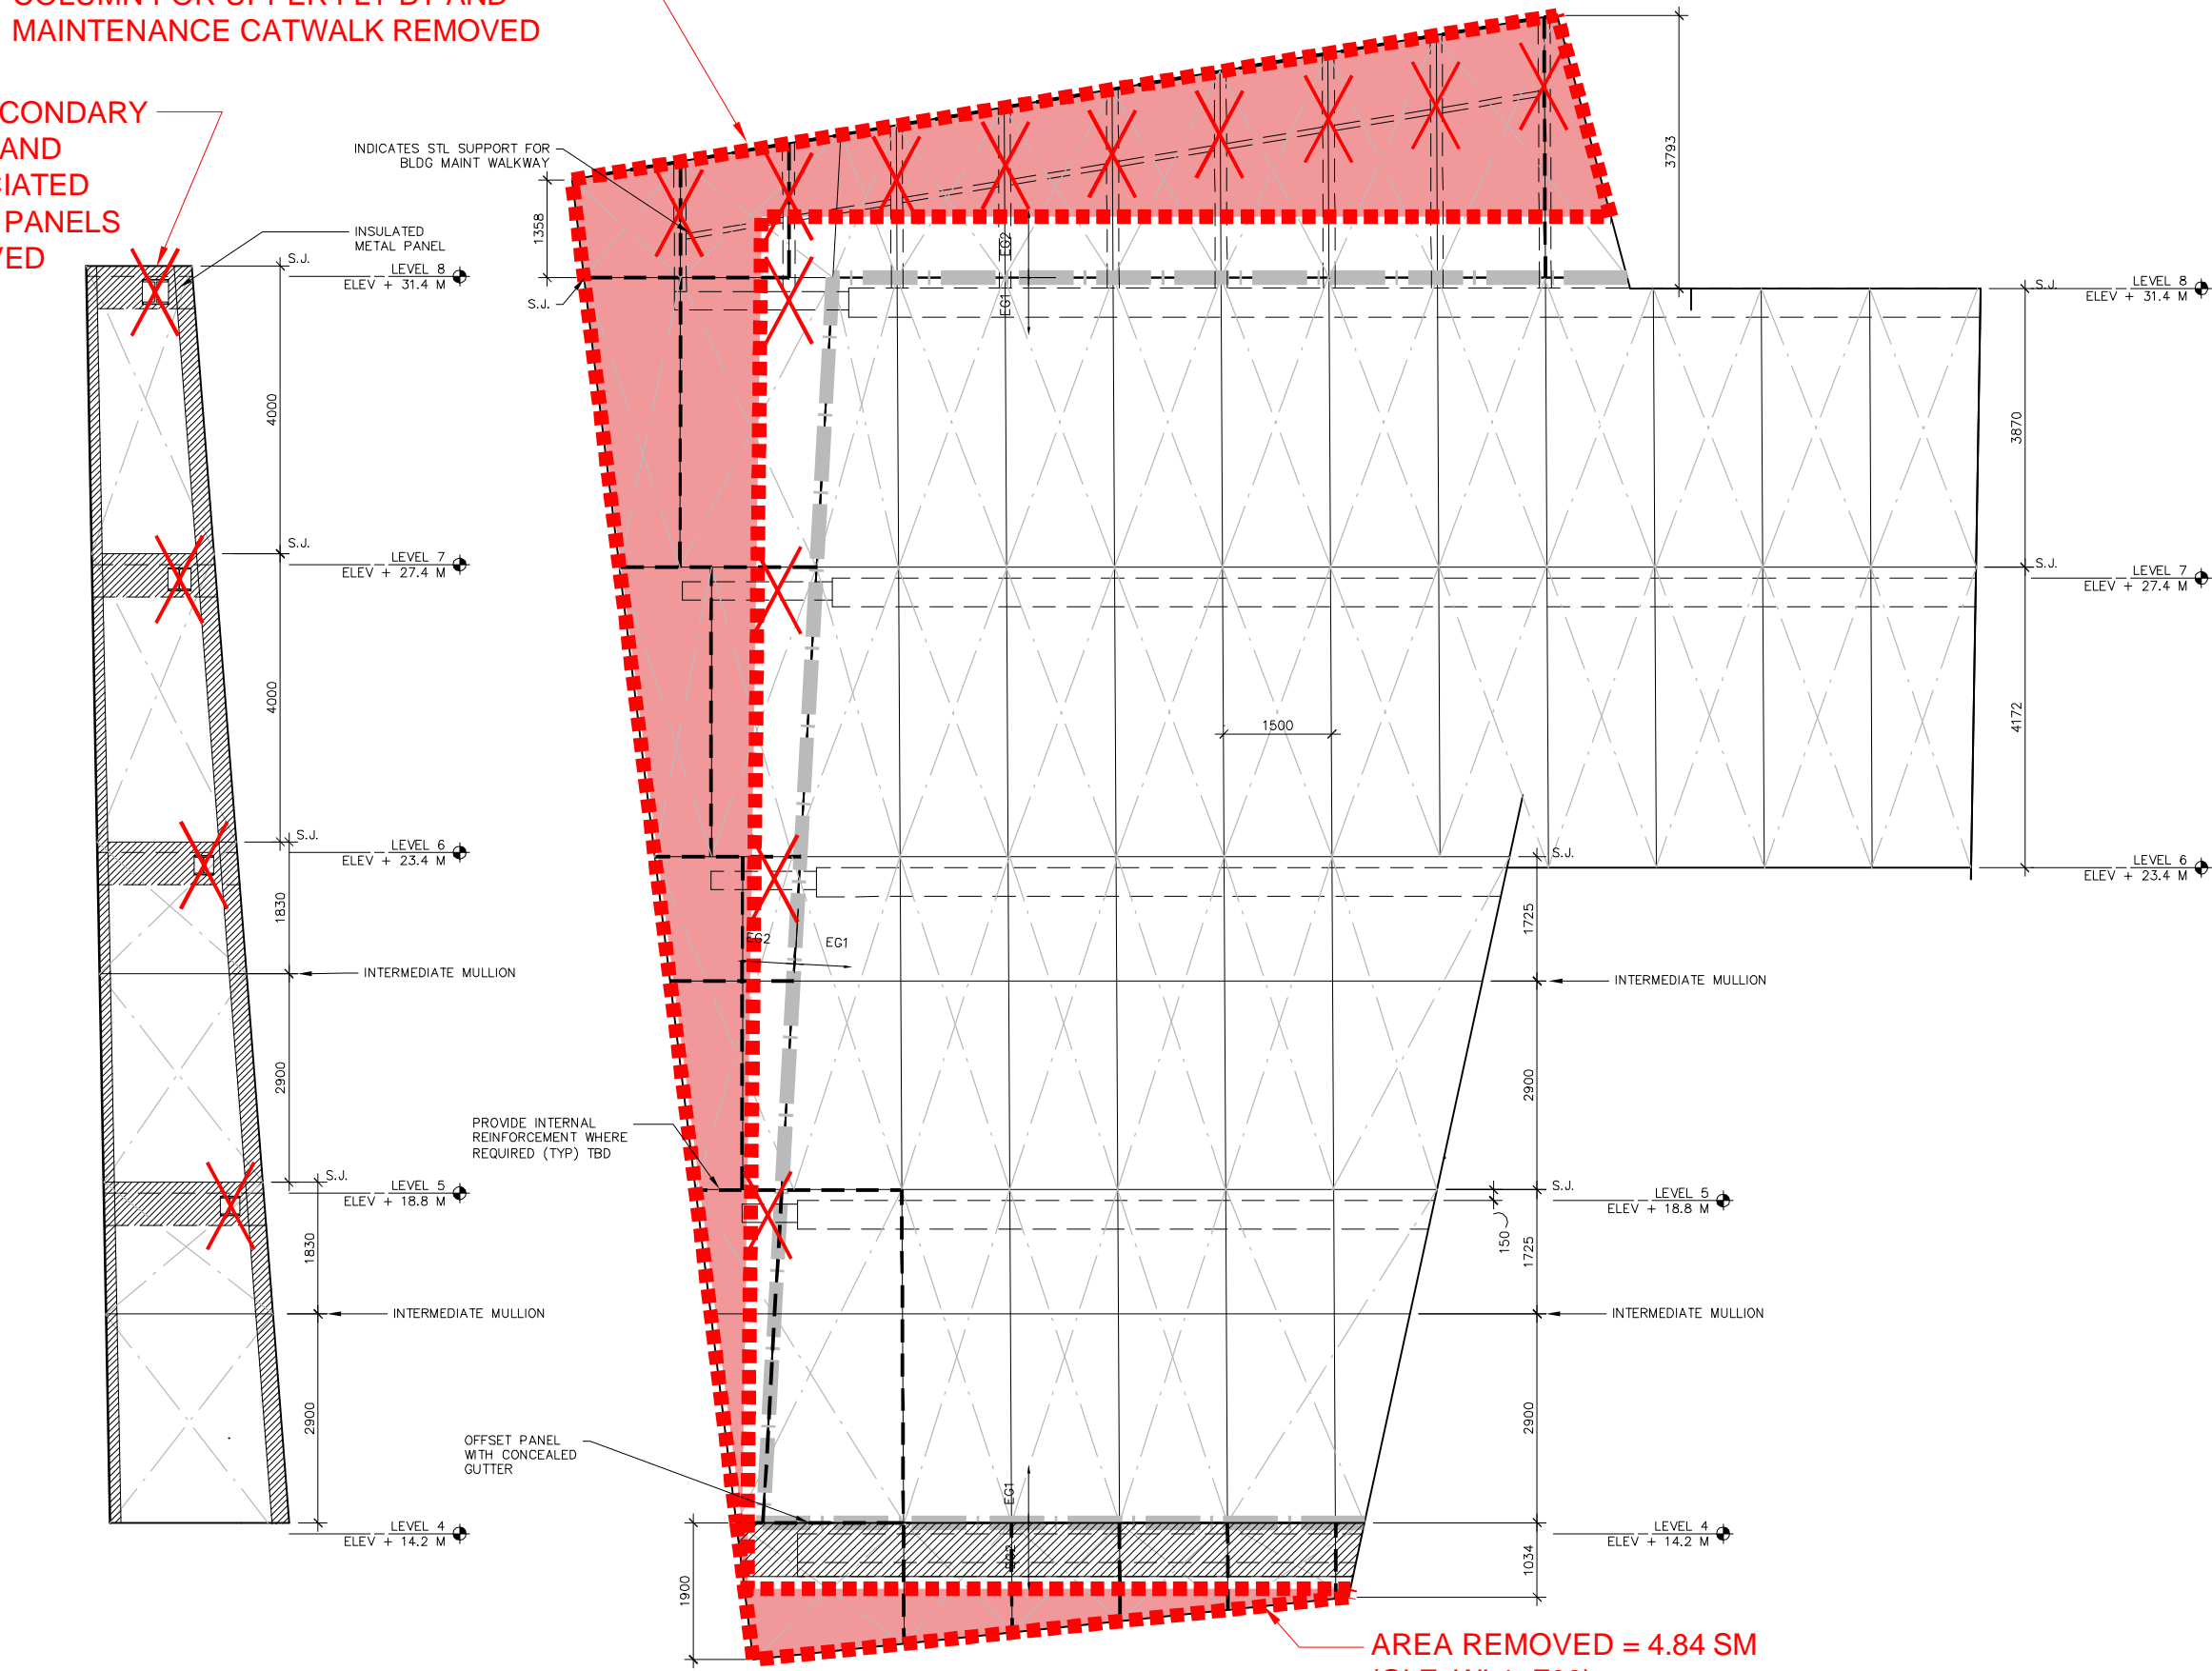 MAINTENANCE CATWALK REMOVED
CONDARY
AND
CIATED
PANELS
VED
INDICATES STL SUPPORT FOR
BLDG MAINT WALKWAY
INSULATED
METAL PANEL
S.J.
LEVEL 8
ELEV + 31.4 M
4000
S.J.
LEVEL 7
ELEV + 27.4 M
4000
S.J.
LEVEL 6
ELEV + 23.4 M
1830
INTERMEDIATE MULLION
2900
S.J.
LEVEL 5
ELEV + 18.8 M
1830
INTERMEDIATE MULLION
2900
LEVEL 4
ELEV + 14.2 M
1358
S.J.
3793
EG2
EG1
S.J.
LEVEL 8
ELEV + 31.4 M
3870
S.J.
LEVEL 7
ELEV + 27.4 M
1500
4172
S.J.
LEVEL 6
ELEV + 23.4 M
1725
EG2
EG1
INTERMEDIATE MULLION
2900
PROVIDE INTERNAL
REINFORCEMENT WHERE
REQUIRED (TYP) TBD
S.J.
LEVEL 5
ELEV + 18.8 M
150
1725
INTERMEDIATE MULLION
2900
OFFSET PANEL
WITH CONCEALED
GUTTER
EG1
EG2
LEVEL 4
ELEV + 14.2 M
1034
1900
AREA REMOVED = 4.84 SM